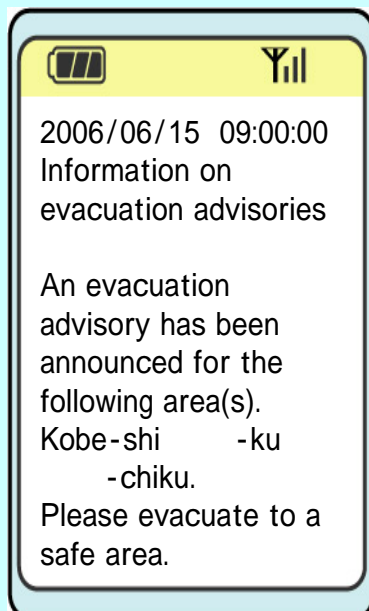 2006/06/15 09:00:00
Information on
evacuation advisories
An evacuation
advisory has been
announced for the
following area(s).
Kobe-shi -ku
-chiku.
Please evacuate to a
safe area.